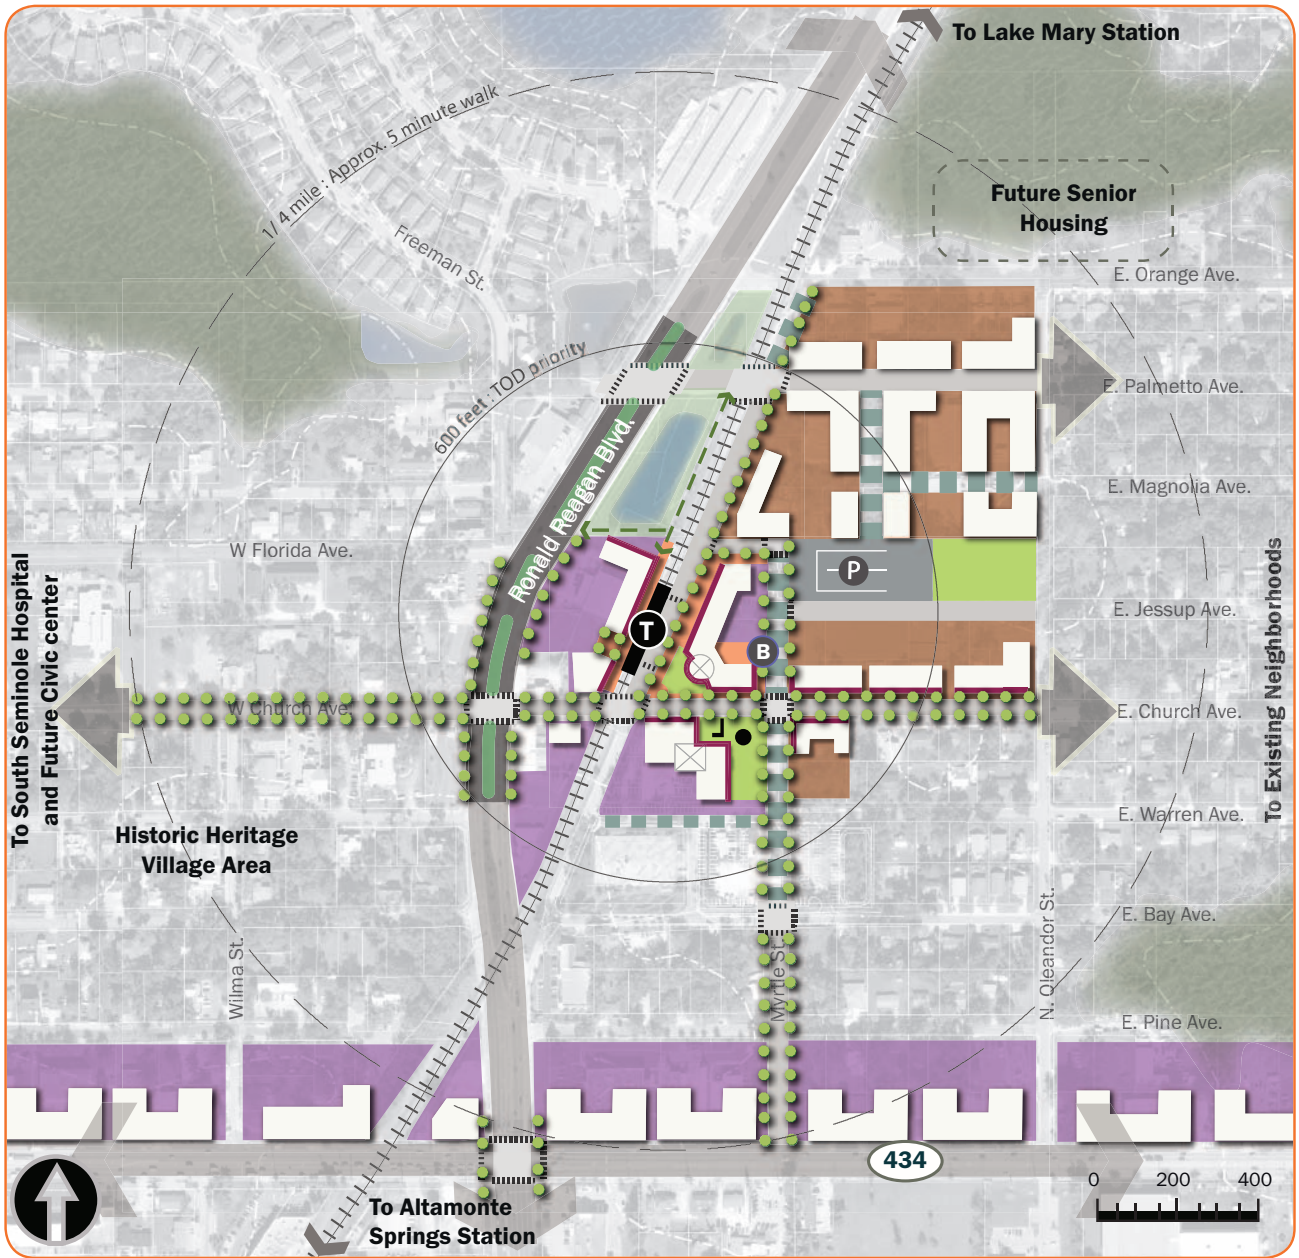 To Lake Mary Station
1/4 mile : Approx. 5 minute walk
Future Senior
Housing
Freeman St.
E. Orange Ave.
600 feet : TOD priority
E. Palmetto Ave.
Ronald Reagan Blvd.
E. Magnolia Ave.
W Florida Ave.
P
E. Jessup Ave.
T
B
To South Seminole Hospital
and Future Civic center
To Existing Neighborhoods
W Church Ave.
E. Church Ave.
E. Warren Ave.
Historic Heritage
Village Area
E. Bay Ave.
Wilma St.
Myrtle St.
N. Oleandor St.
E. Pine Ave.
434
0 200 400
To Altamonte
Springs Station